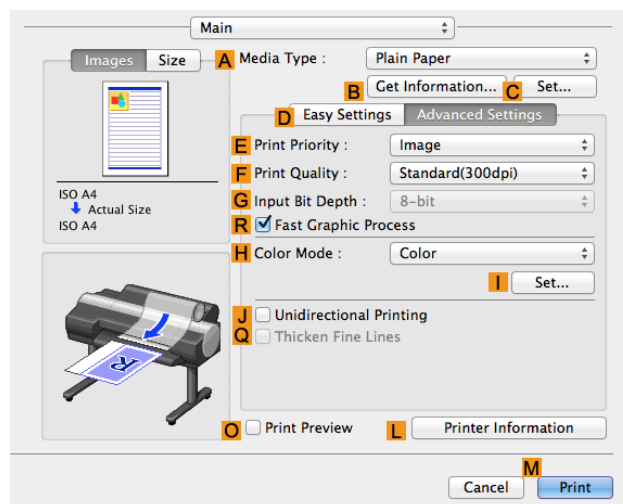 Main
Images Size A Media Type : Plain Paper
B Get Information... C Set...
D Easy Settings Advanced Settings
E Print Priority : Image
F Print Quality : Standard(300dpi)
G Input Bit Depth : 8-bit
R Fast Graphic Process
H Color Mode : Color
I Set...
J Unidirectional Printing
Q Thicken Fine Lines
ISO A4
Actual Size
ISO A4
R
O Print Preview L Printer Information
M
Cancel Print